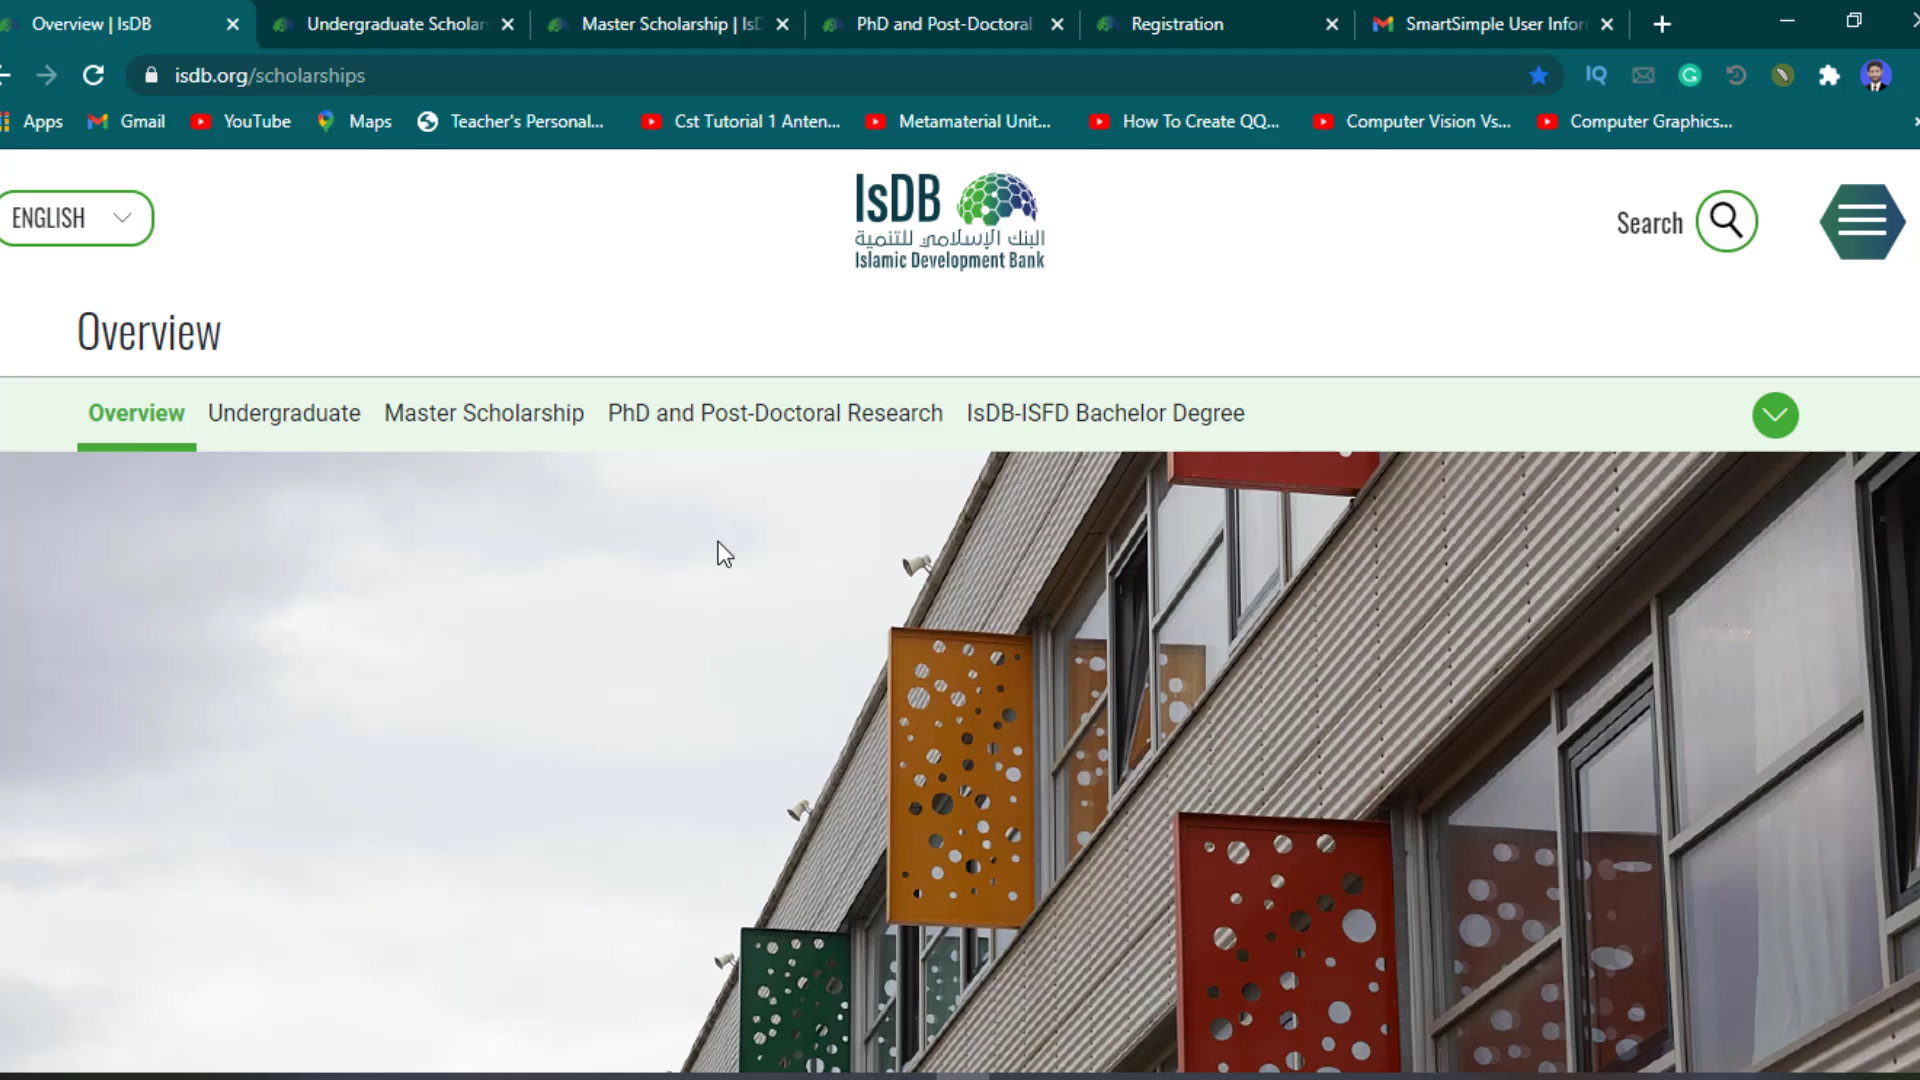 Overview | IsDB
Undergraduate Scholar
Master Scholarship | IsD
PhD and Post-Doctoral
Registration
SmartSimple User Infor
isdb.org/scholarships
Apps
Gmail
YouTube
Maps
Teacher's Personal...
Cst Tutorial 1 Anten...
Metamaterial Unit...
How To Create QQ...
Computer Vision Vs...
Computer Graphics...
ENGLISH
IsDB
البنك الإسلامي للتنمية
Islamic Development Bank
Search
Overview
Overview Undergraduate Master Scholarship PhD and Post-Doctoral Research IsDB-ISFD Bachelor Degree